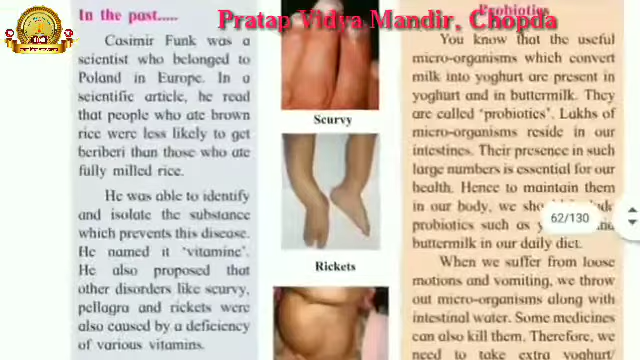 Pratap Vidya Mandir, Chopda
In the past.....
Casimir Funk was a
scientist who belonged to
Poland in Europe. In a
scientific article, he read
that people who ate brown
rice were less likely to get
beriberi than those who ate
fully milled rice.
He was able to identify
and isolate the substance
which prevents this disease.
He named it 'vitamine'.
He also proposed that
other disorders like scurvy,
pellagra and rickets were
also caused by a deficiency
of various vitamins.
Scurvy
Rickets
Probiotics
You know that the useful
micro-organisms which convert
milk into yoghurt are present in
yoghurt and in buttermilk. They
are called 'probiotics'. Lakhs of
micro-organisms reside in our
intestines. Their presence in such
large numbers is essential for our
health. Hence to maintain them
in our body, we
probiotics such as
buttermilk in our daily diet.
When we suffer from loose
motions and vomiting, we throw
out micro-organisms along with
intestinal water. Some medicines
can also kill them. Therefore, we
need to take extra yoghurt/
62/130